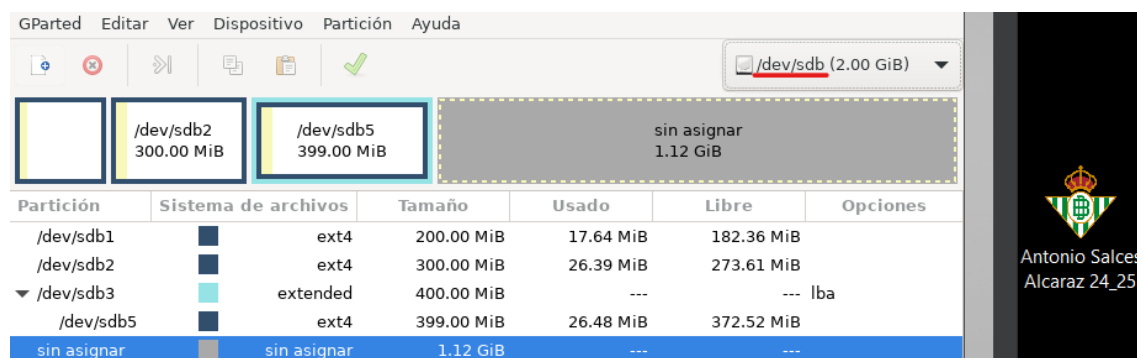 GParted Editar Ver Dispositivo Partición Ayuda
/dev/sdb (2.00 GiB)
/dev/sdb2
300.00 MiB
/dev/sdb5
399.00 MiB
sin asignar
1.12 GiB
Partición Sistema de archivos Tamaño Usado Libre Opciones
/dev/sdb1 ext4 200.00 MiB 17.64 MiB 182.36 MiB
/dev/sdb2 ext4 300.00 MiB 26.39 MiB 273.61 MiB
/dev/sdb3 extended 400.00 MiB --- --- lba
/dev/sdb5 ext4 399.00 MiB 26.48 MiB 372.52 MiB
sin asignar sin asignar 1.12 GiB --- ---
Antonio Salces
Alcaraz 24_25